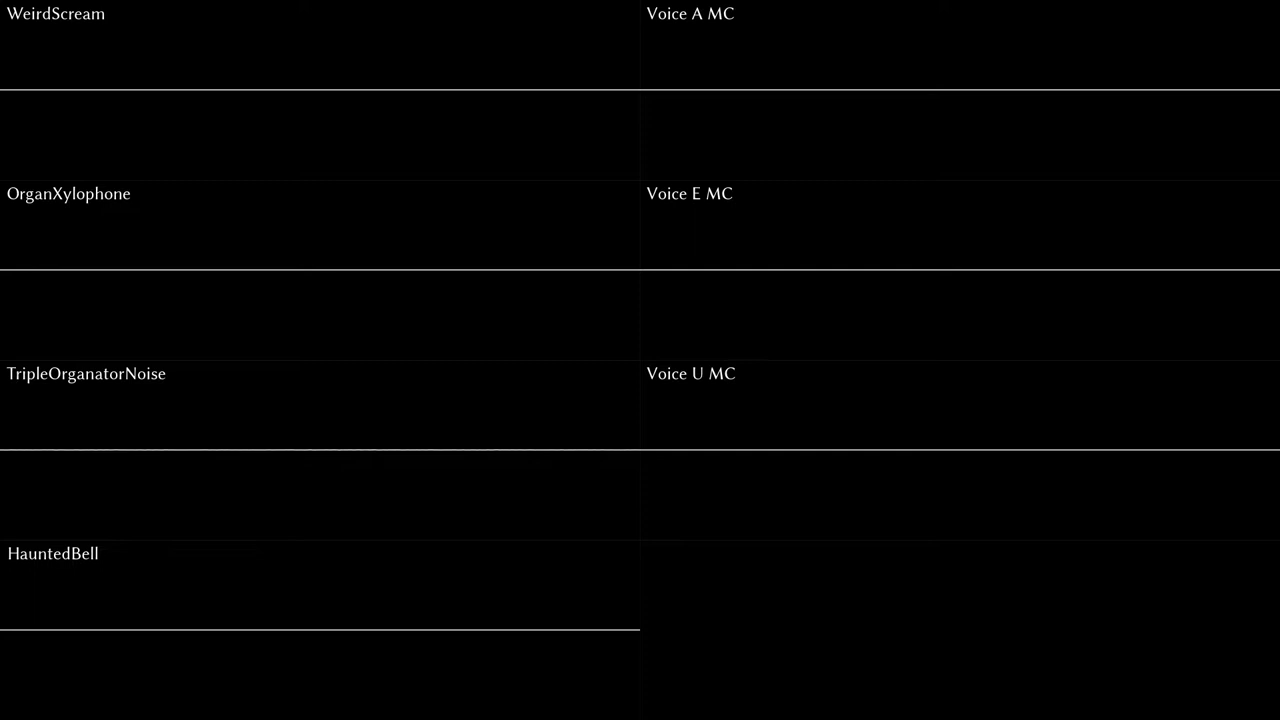 WeirdScream
Voice A MC
OrganXylophone
Voice E MC
TripleOrganatorNoise
Voice U MC
HauntedBell